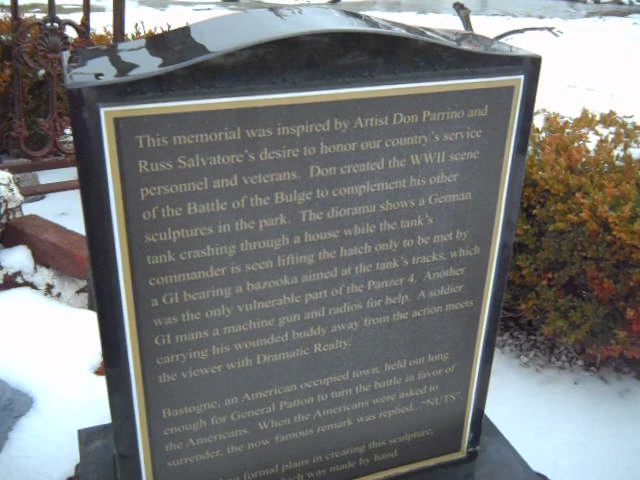 This memorial was inspired by Artist Don Parrino and
Russ Salvatore's desire to honor our country's service
personnel and veterans. Don created the WWII scene
of the Battle of the Bulge to complement his other
sculptures in the park. The diorama shows a German
tank crashing through a house while the tank's
commander is seen lifting the hatch only to be met by
a GI bearing a bazooka aimed at the tank's tracks, which
was the only vulnerable part of the Panzer 4. Another
GI mans a machine gun and radios for help. A soldier
carrying his wounded buddy away from the action meets
the viewer with Dramatic Realty.
Bastogne, an American occupied town, held out long
enough for General Patton to turn the battle in favor of
the Americans. When the Americans were asked to
surrender, the now famous remark was replied... "NUTS"
formal plans in creating this sculpture,
which was made by hand.